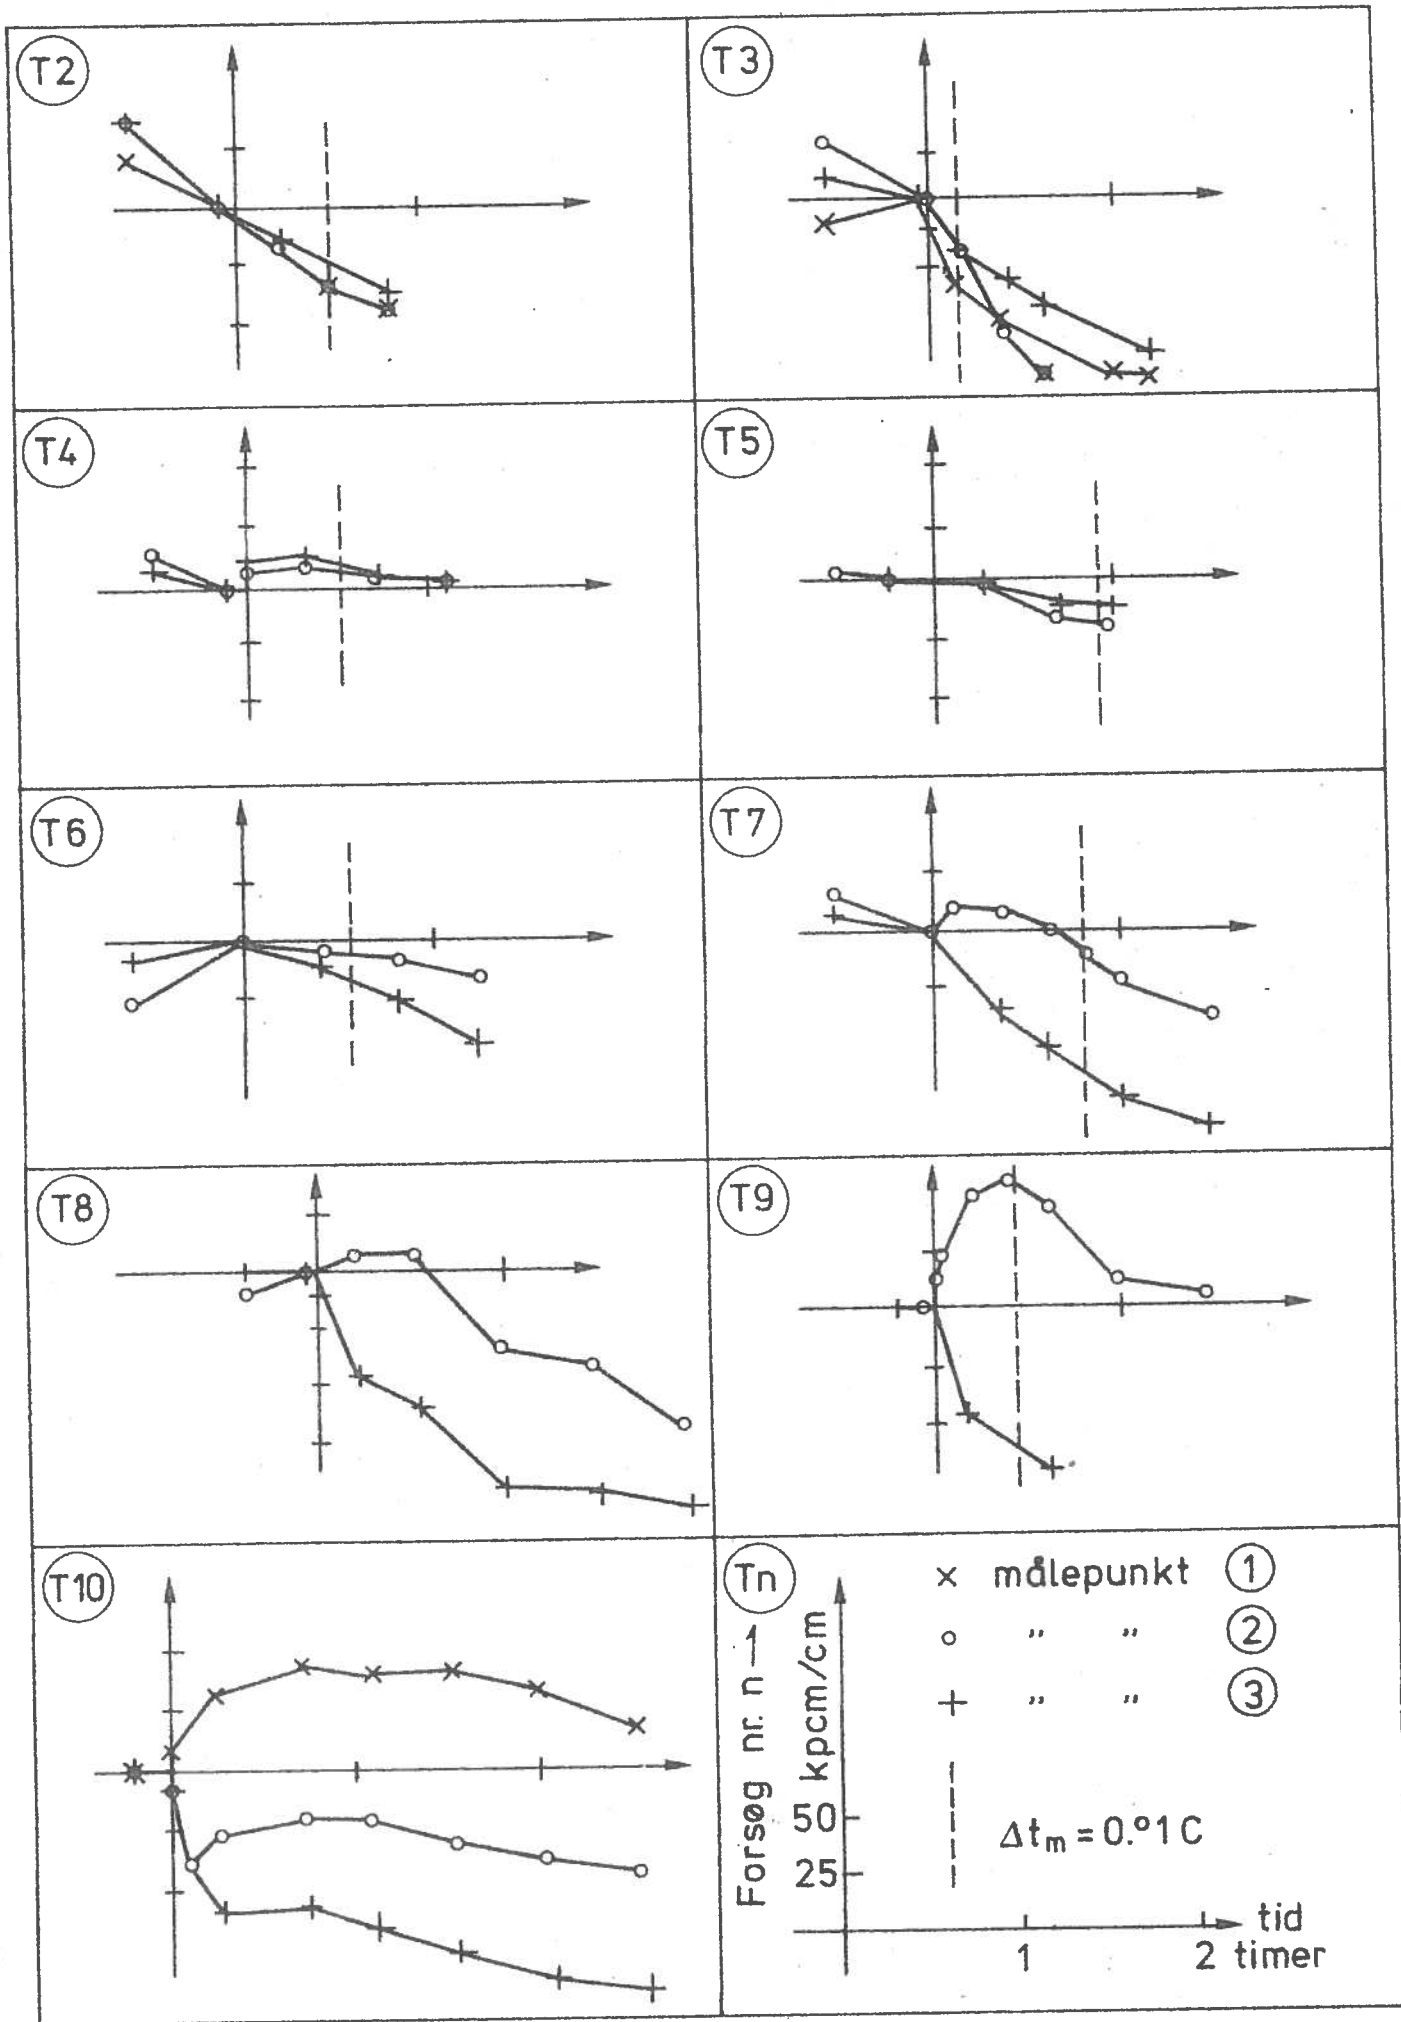 T2
T3
T4
T5
T6
T7
T8
T9
T10
Tn
× målepunkt 1
o " " 2
+ " " 3
Forsøg nr. n →
kpcm/cm
50
25
Δtm = 0.°1 C
1
2
tid
timer